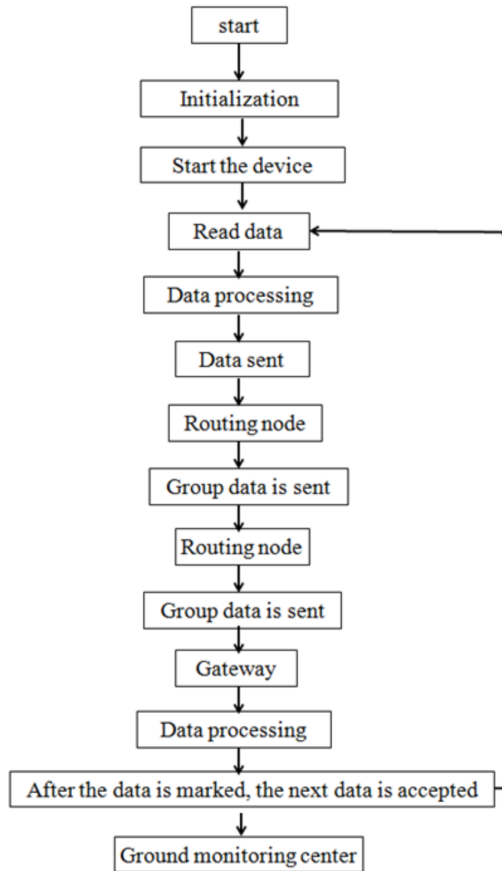 start
Initialization
Start the device
Read data
Data processing
Data sent
Routing node
Group data is sent
Routing node
Group data is sent
Gateway
Data processing
After the data is marked, the next data is accepted
Ground monitoring center